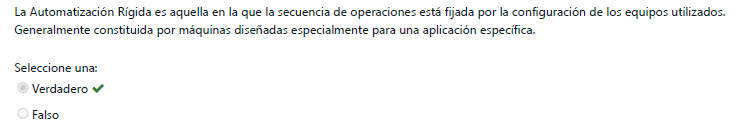 La Automatización Rígida es aquella en la que la secuencia de operaciones está fijada por la configuración de los equipos utilizados.
Generalmente constituida por máquinas diseñadas especialmente para una aplicación específica.
Seleccione una:
Verdadero
Falso